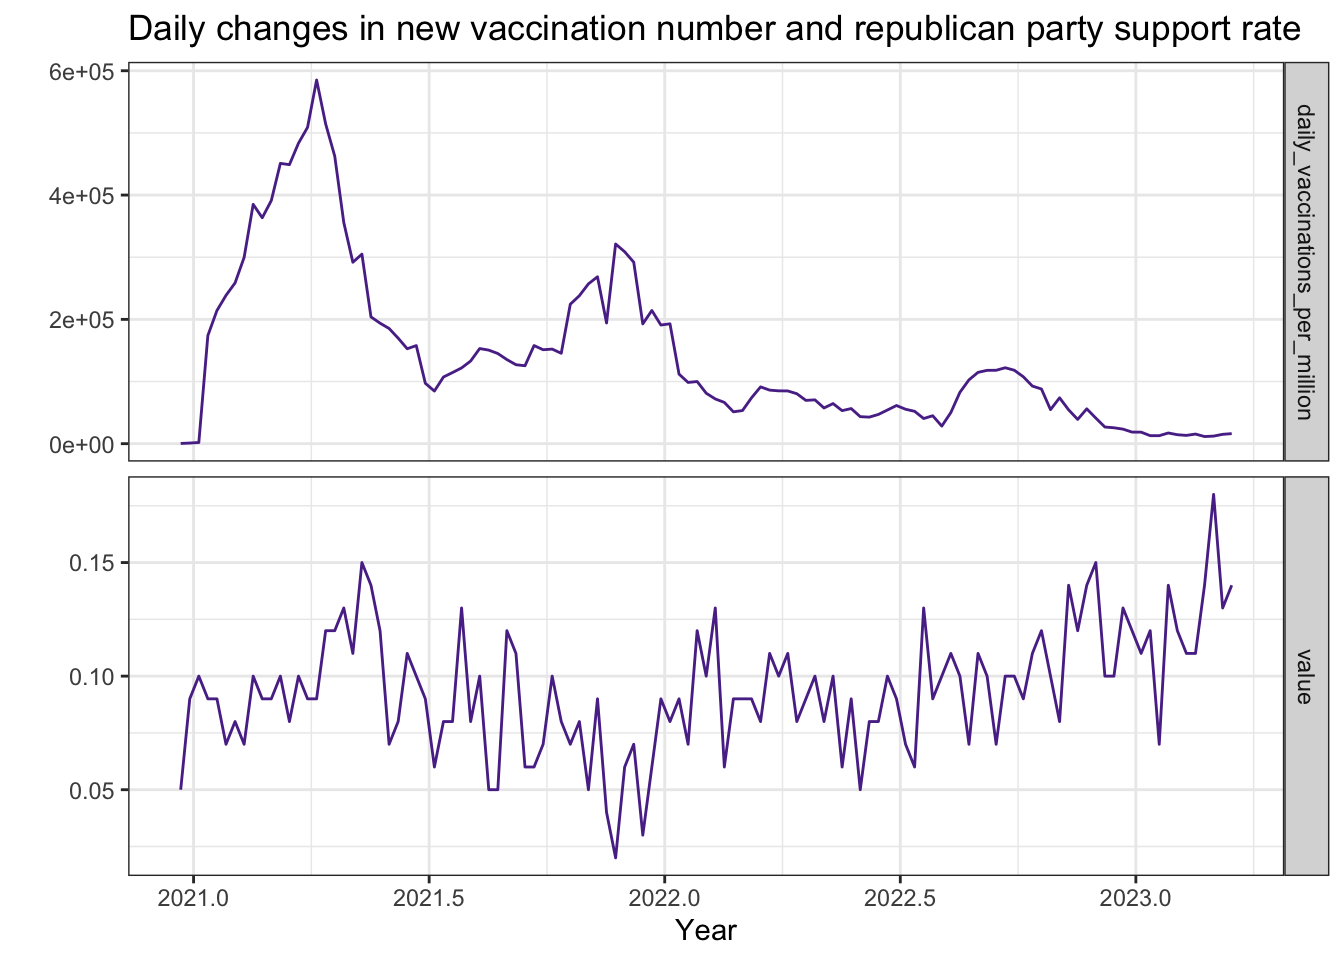 Daily changes in new vaccination number and republican party support rate
6e+05
4e+05
2e+05
0e+00
daily_vaccinations_per_million
0.15
0.10
0.05
value
2021.0 2021.5 2022.0 2022.5 2023.0
Year